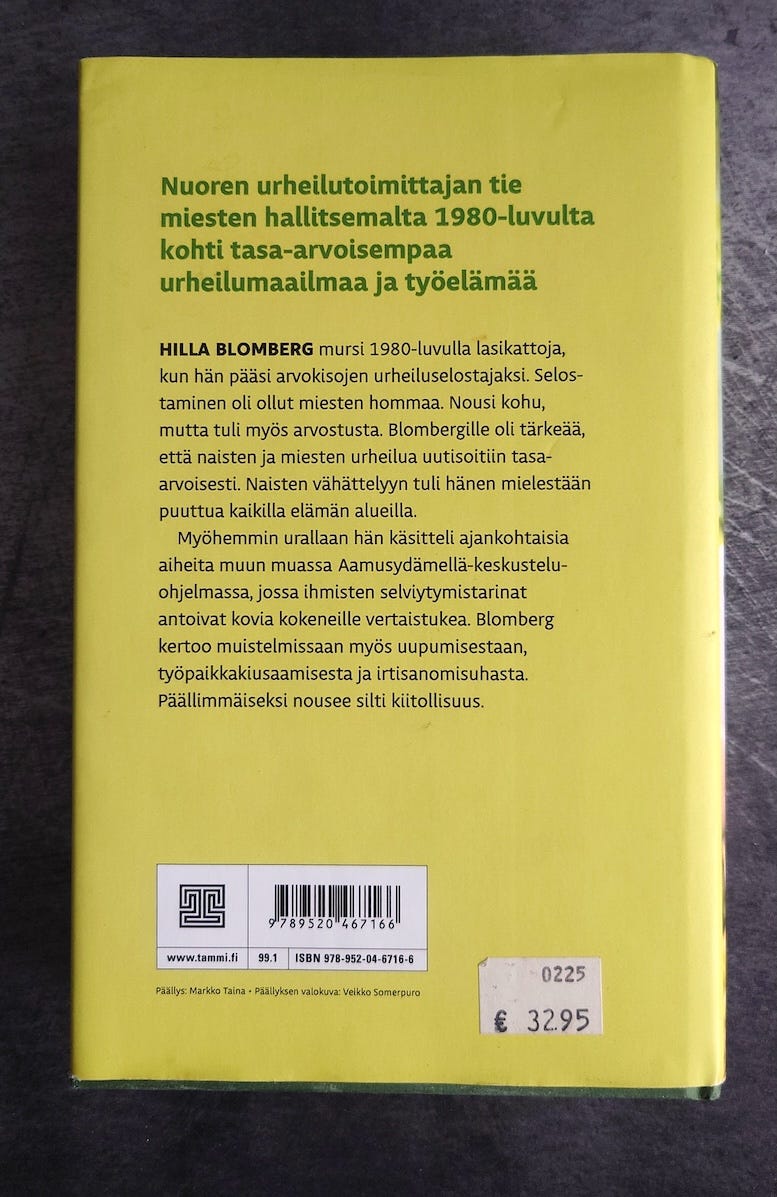 Nuoren urheilutoimittajan tie
miesten hallitsemalta 1980-luvulta
kohti tasa-arvoisempaa
urheilumaailmaa ja työelämää
HILLA BLOMBERG mursi 1980-luvulla lasikattoja,
kun hän pääsi arvokisojen urheiluselostajaksi. Selos-
taminen oli ollut miesten hommaa. Nousi kohu,
mutta tuli myös arvostusta. Blombergille oli tärkeää,
että naisten ja miesten urheilua uutisoitiin tasa-
arvoisesti. Naisten vähättelyyn tuli hänen mielestään
puuttua kaikilla elämän alueilla.
Myöhemmin urallaan hän käsitteli ajankohtaisia
aiheita muun muassa Aamusydämellä-keskustelu-
ohjelmassa, jossa ihmisten selviytymistarinat
antoivat kovia kokeneille vertaistukea. Blomberg
kertoo muistelmissaan myös uupumisestaan,
työpaikkakiusaamisesta ja irtisanomisuhasta.
Päällimmäiseksi nousee silti kiitollisuus.
9 789520 467166
www.tammi.fi 99.1 ISBN 978-952-04-6716-6
Päällys: Markko Taina • Päällyksen valokuva: Veikko Somerpuro
0225
€ 32.95